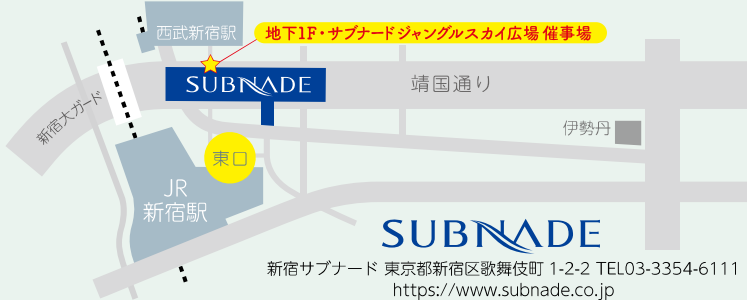 西武新宿駅
地下1F・サブナードジャングルスカイ広場 催事場
SUBNADE
靖国通り
新宿大ガード
伊勢丹
東口
JR
新宿駅
SUBNADE
新宿サブナード 東京都新宿区歌舞伎町 1-2-2 TEL03-3354-6111
https://www.subnade.co.jp